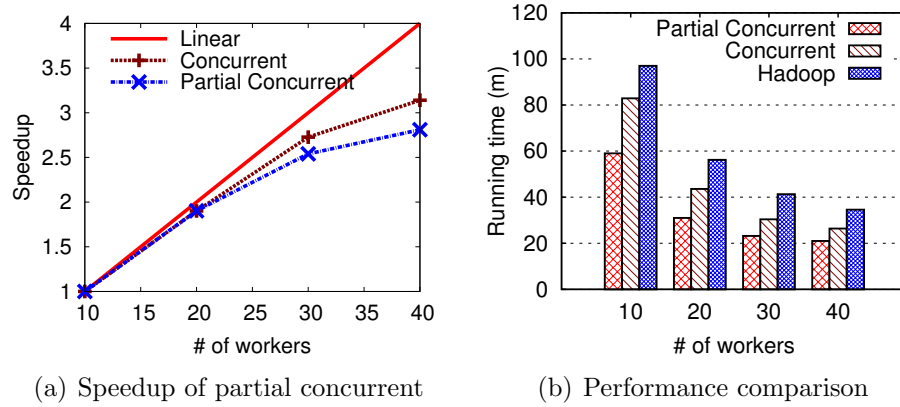 4
3.5
3
2.5
2
1.5
1
Speedup
Linear
Concurrent
Partial Concurrent
10 15 20 25 30 35 40
# of workers
(a) Speedup of partial concurrent
120
100
80
60
40
20
0
Running time (m)
Partial Concurrent
Concurrent
Hadoop
10 20 30 40
# of workers
(b) Performance comparison